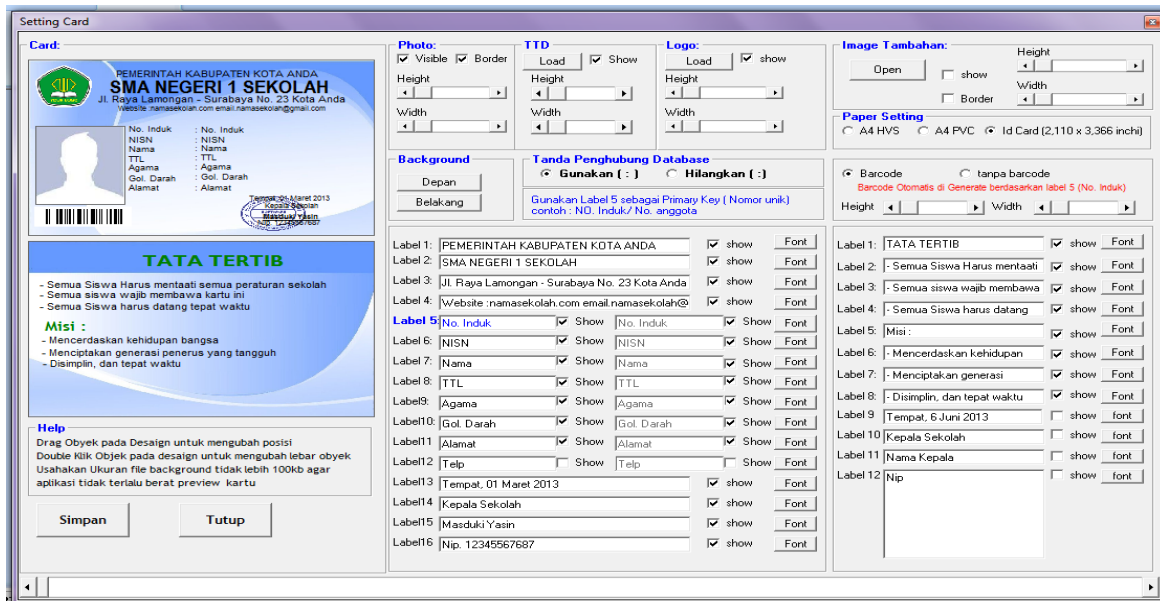 Setting Card
Card:
PEMERINTAH KABUPATEN KOTA ANDA
SMA NEGERI 1 SEKOLAH
Jl. Raya Lamongan - Surabaya No. 23 Kota Anda
Website :namasekolah.com email:namasekolah@gmail.com
No. Induk : No. Induk
NISN : NISN
Nama : Nama
TTL : TTL
Agama : Agama
Gol. Darah : Gol. Darah
Alamat : Alamat
Tempat, 01 Maret 2013
Kepala Sekolah
Masduki Yasin
Nip. 12345567687
TATA TERTIB
- Semua Siswa Harus mentaati semua peraturan sekolah
- Semua siswa wajib membawa kartu ini
- Semua Siswa harus datang tepat waktu
Misi :
- Mencerdaskan kehidupan bangsa
- Menciptakan generasi penerus yang tangguh
- Disimplin, dan tepat waktu
Help
Drag Obyek pada Desaign untuk mengubah posisi
Double Klik Objek pada desaign untuk mengubah lebar obyek
Usahakan Ukuran file background tidak lebih 100kb agar
aplikasi tidak terlalu berat preview kartu
Simpan Tutup
Photo:
Visible Border
Height
Width
TTD
Load Show
Height
Width
Logo:
Load show
Height
Width
Image Tambahan:
Open show
Border
Height
Width
Paper Setting
A4 HVS A4 PVC Id Card (2,110 x 3,366 inchi)
Background
Depan
Belakang
Tanda Penghubung Database
Gunakan ( : ) Hilangkan ( :)
Gunakan Label 5 sebagai Primary Key ( Nomor unik)
contoh : NO. Induk/ No. anggota
Barcode tanpa barcode
Barcode Otomatis di Generate berdasarkan label 5 (No. Induk)
Height Width
Label 1: PEMERINTAH KABUPATEN KOTA ANDA show Font
Label 2: SMA NEGERI 1 SEKOLAH show Font
Label 3: Jl. Raya Lamongan - Surabaya No. 23 Kota Anda show Font
Label 4: Website :namasekolah.com email.namasekolah@ show Font
Label 5: No. Induk Show No. Induk Show Font
Label 6: NISN Show NISN Show Font
Label 7: Nama Show Nama Show Font
Label 8: TTL Show TTL Show Font
Label9: Agama Show Agama Show Font
Label10: Gol. Darah Show Gol. Darah Show Font
Label11 Alamat Show Alamat Show Font
Label12 Telp Show Telp Show Font
Label13 Tempat, 01 Maret 2013 show Font
Label14 Kepala Sekolah show Font
Label15 Masduki Yasin show Font
Label16 Nip. 12345567687 show Font
Label 1: TATA TERTIB show Font
Label 2: - Semua Siswa Harus mentaati show Font
Label 3: - Semua siswa wajib membawa show Font
Label 4: - Semua Siswa harus datang show Font
Label 5: Misi : show Font
Label 6: - Mencerdaskan kehidupan show Font
Label 7: - Menciptakan generasi show Font
Label 8: - Disimplin, dan tepat waktu show Font
Label 9 Tempat, 6 Juni 2013 show font
Label 10 Kepala Sekolah show font
Label 11 Nama Kepala show font
Label 12 Nip show font